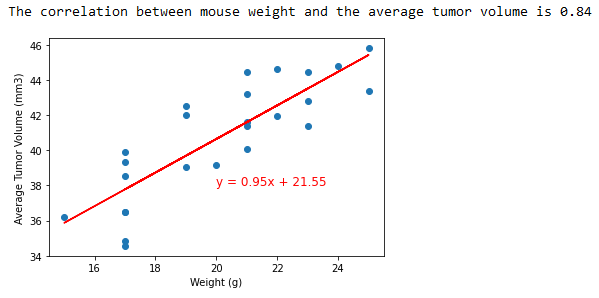 The correlation between mouse weight and the average tumor volume is 0.84
46
44
42
40
38
36
34
Average Tumor Volume (mm3)
y = 0.95x + 21.55
16 18 20 22 24
Weight (g)